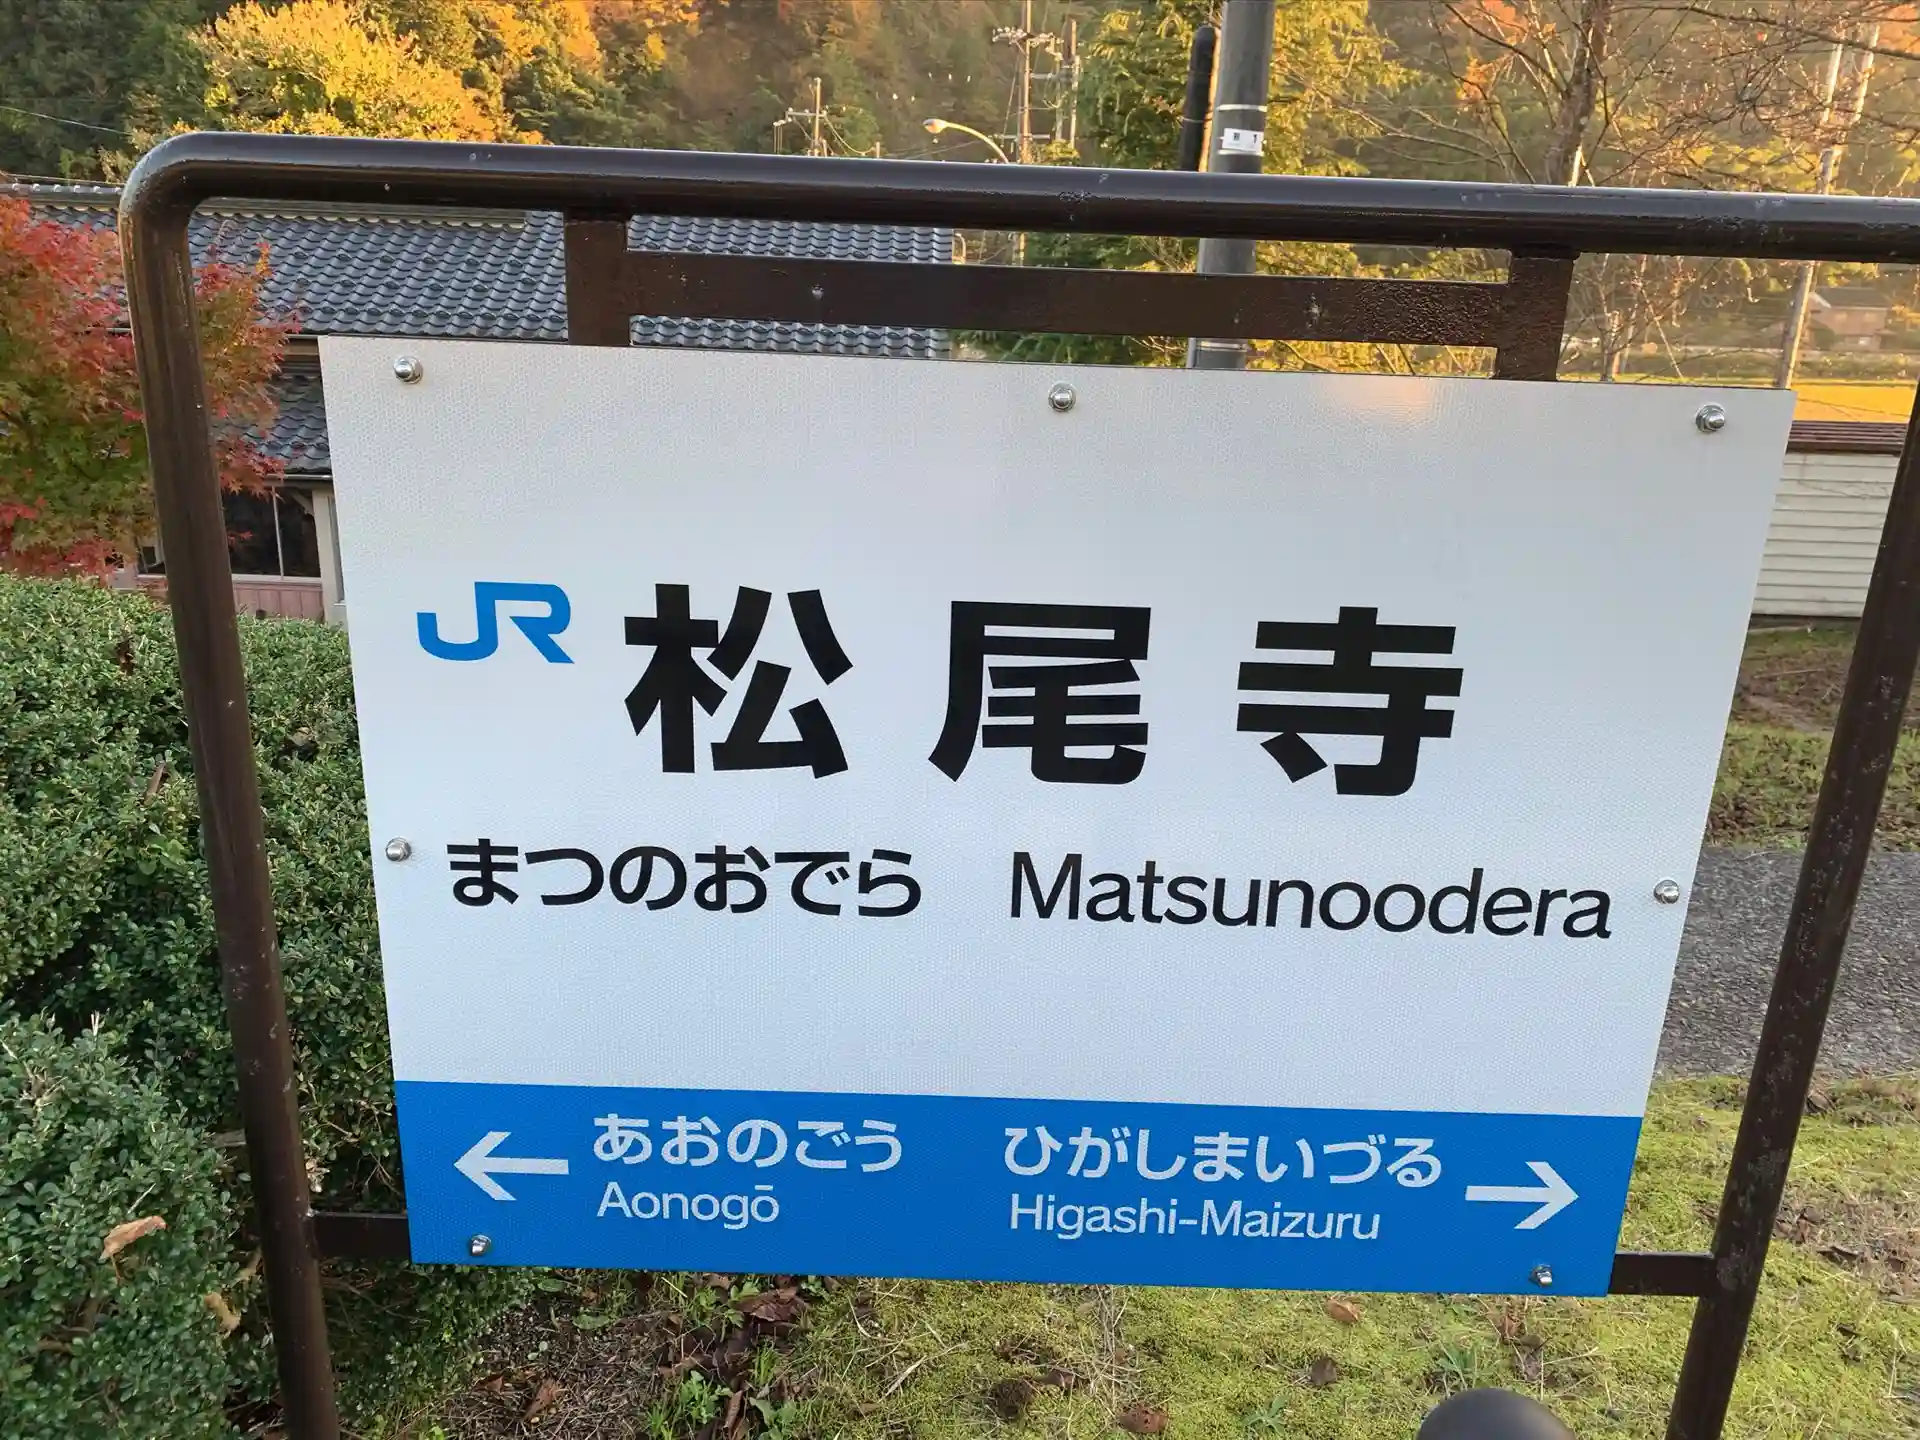 JR 松尾寺
まつのおでら Matsunoodera
← あおのごう ひがしまいづる →
Aonogō Higashi-Maizuru